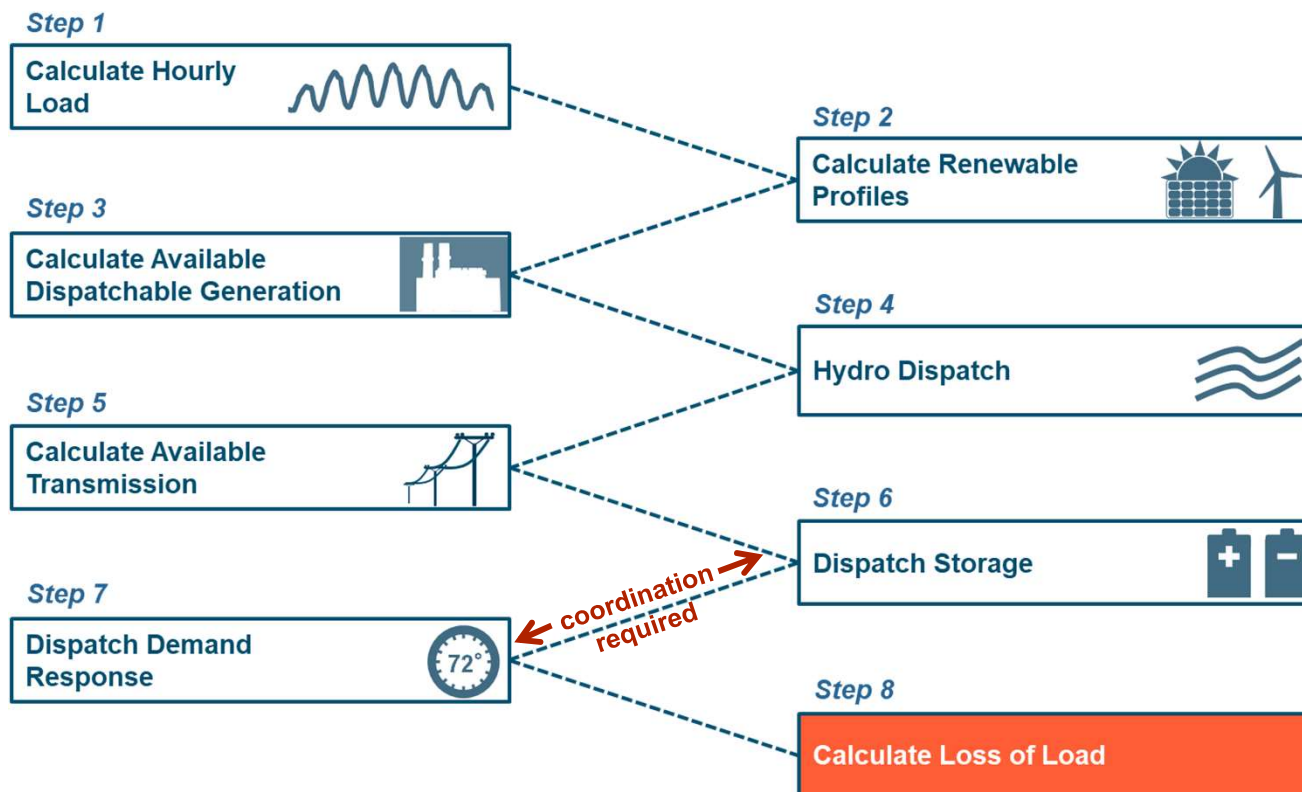 Step 1
Calculate Hourly
Load
Step 2
Calculate Renewable
Profiles
Step 3
Calculate Available
Dispatchable Generation
Step 4
Hydro Dispatch
Step 5
Calculate Available
Transmission
Step 6
Dispatch Storage
+ −
coordination
required
Step 7
Dispatch Demand
Response
72°
Step 8
Calculate Loss of Load